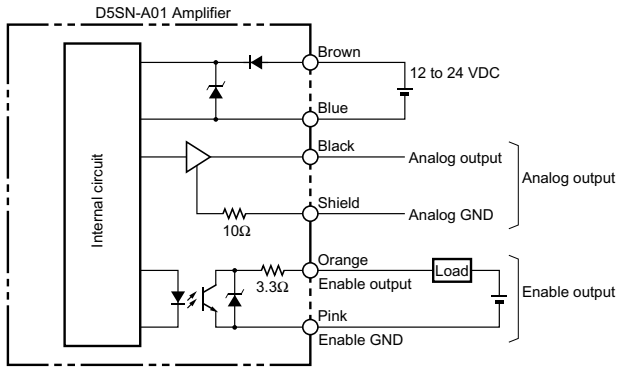 D5SN-A01 Amplifier
Internal circuit
Brown
12 to 24 VDC
Blue
Black
Analog output
Analog output
Shield
Analog GND
10Ω
Orange
Load
Enable output
3.3Ω
Enable output
Pink
Enable GND